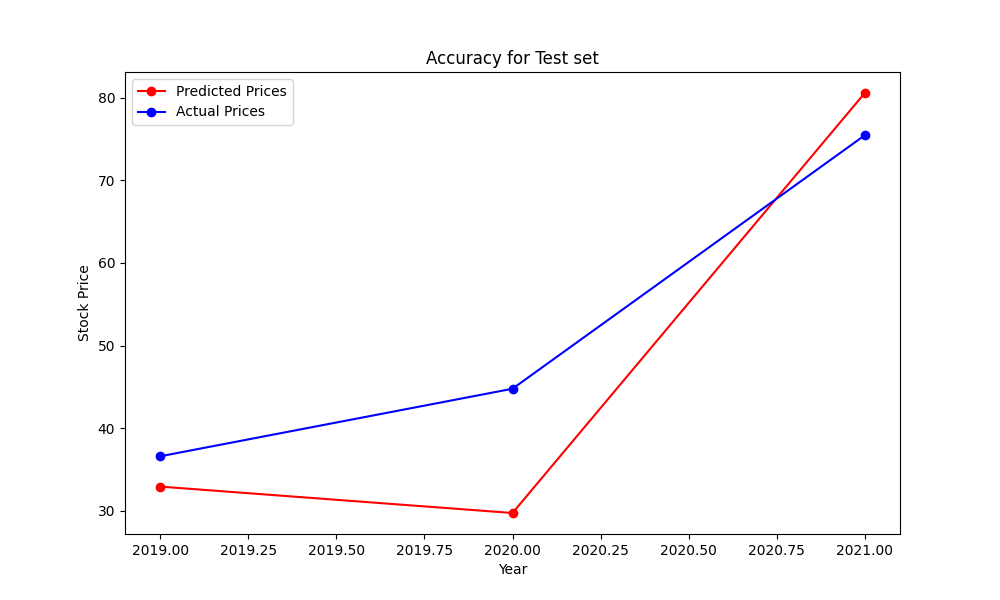 Accuracy for Test set
Predicted Prices
Actual Prices
80
70
60
50
40
30
Stock Price
2019.00 2019.25 2019.50 2019.75 2020.00 2020.25 2020.50 2020.75 2021.00
Year